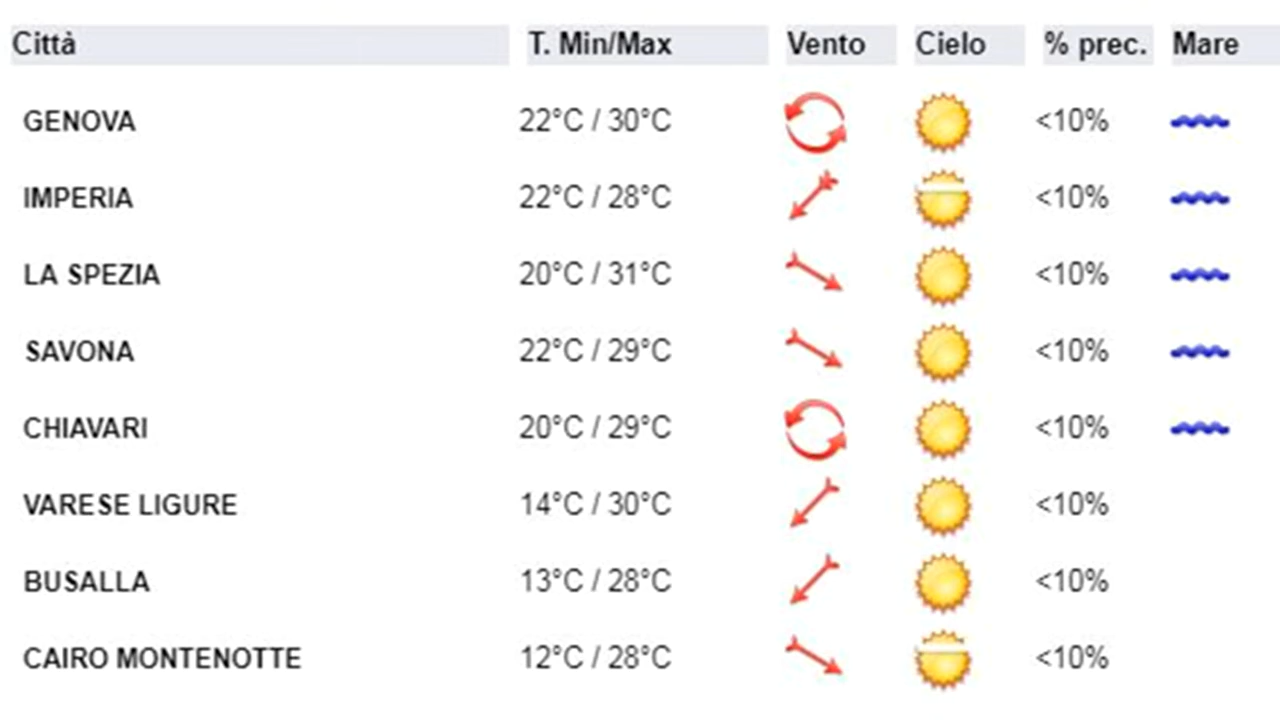 Città T. Min/Max Vento Cielo % prec. Mare
GENOVA 22°C / 30°C <10%
IMPERIA 22°C / 28°C <10%
LA SPEZIA 20°C / 31°C <10%
SAVONA 22°C / 29°C <10%
CHIAVARI 20°C / 29°C <10%
VARESE LIGURE 14°C / 30°C <10%
BUSALLA 13°C / 28°C <10%
CAIRO MONTENOTTE 12°C / 28°C <10%